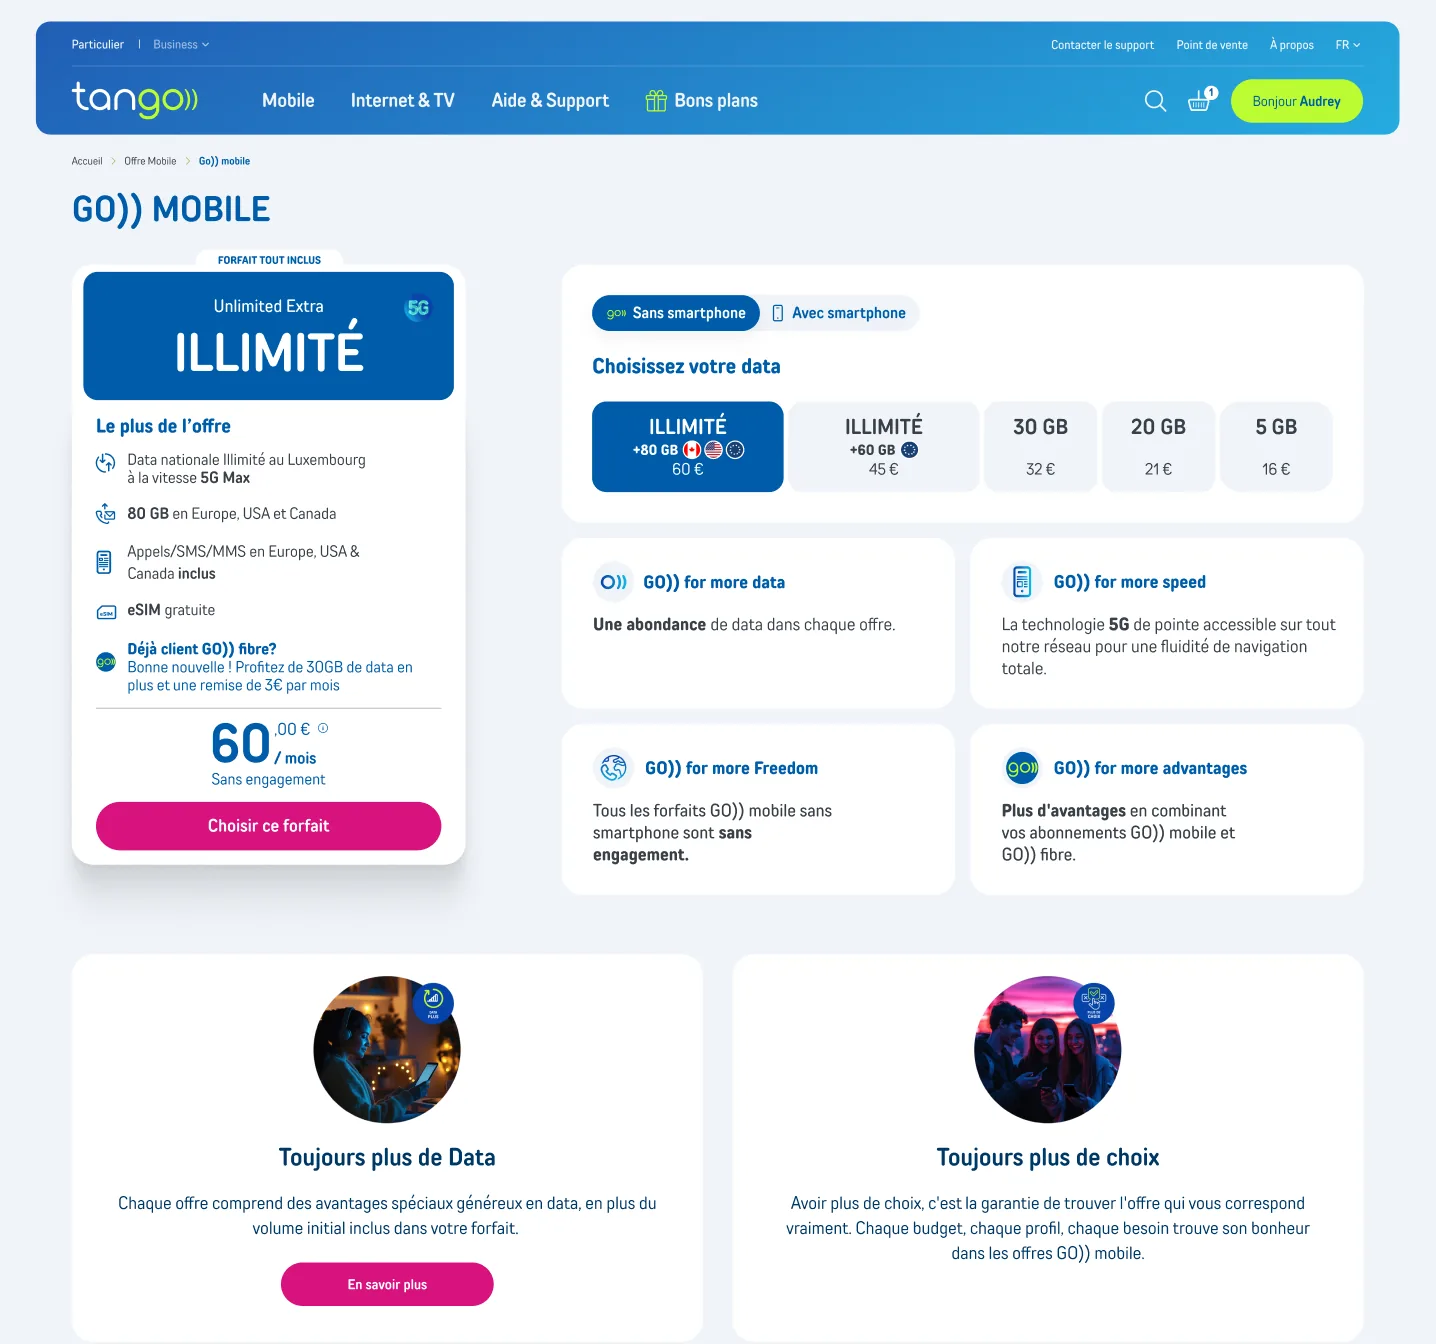 Particulier | Business
Contacter le support Point de vente À propos FR
tango))
Mobile Internet & TV Aide & Support Bons plans
1
Bonjour Audrey
Accueil > Offre Mobile > Go)) mobile
GO)) MOBILE
FORFAIT TOUT INCLUS
Unlimited Extra
5G
ILLIMITÉ
Le plus de l’offre
Data nationale Illimité au Luxembourg
à la vitesse 5G Max
80 GB en Europe, USA et Canada
Appels/SMS/MMS en Europe, USA &
Canada inclus
eSIM
eSIM gratuite
go))
Déjà client GO)) fibre?
Bonne nouvelle ! Profitez de 30GB de data en
plus et une remise de 3€ par mois
60,00 €
/ mois
Sans engagement
Choisir ce forfait
go)) Sans smartphone
Avec smartphone
Choisissez votre data
ILLIMITÉ
+80 GB
60 €
ILLIMITÉ
+60 GB
45 €
30 GB
32 €
20 GB
21 €
5 GB
16 €
O)) GO)) for more data
Une abondance de data dans chaque offre.
GO)) for more speed
La technologie 5G de pointe accessible sur tout
notre réseau pour une fluidité de navigation
totale.
GO)) for more Freedom
Tous les forfaits GO)) mobile sans
smartphone sont sans
engagement.
go)) GO)) for more advantages
Plus d'avantages en combinant
vos abonnements GO)) mobile et
GO)) fibre.
DATA
PLUS
Toujours plus de Data
Chaque offre comprend des avantages spéciaux généreux en data, en plus du
volume initial inclus dans votre forfait.
En savoir plus
PLUS DE
CHOIX
Toujours plus de choix
Avoir plus de choix, c'est la garantie de trouver l'offre qui vous correspond
vraiment. Chaque budget, chaque profil, chaque besoin trouve son bonheur
dans les offres GO)) mobile.